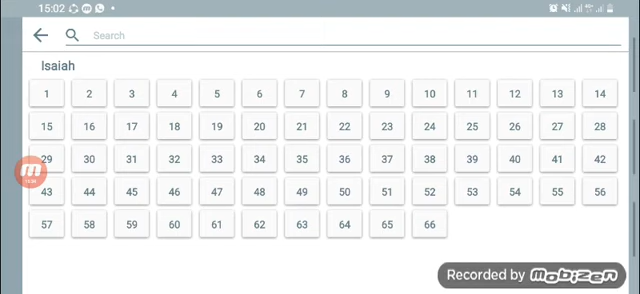 15:02
Search
Isaiah
1 2 3 4 5 6 7 8 9 10 11 12 13 14
15 16 17 18 19 20 21 22 23 24 25 26 27 28
29 30 31 32 33 34 35 36 37 38 39 40 41 42
43 44 45 46 47 48 49 50 51 52 53 54 55 56
57 58 59 60 61 62 63 64 65 66
Recorded by Mobizen